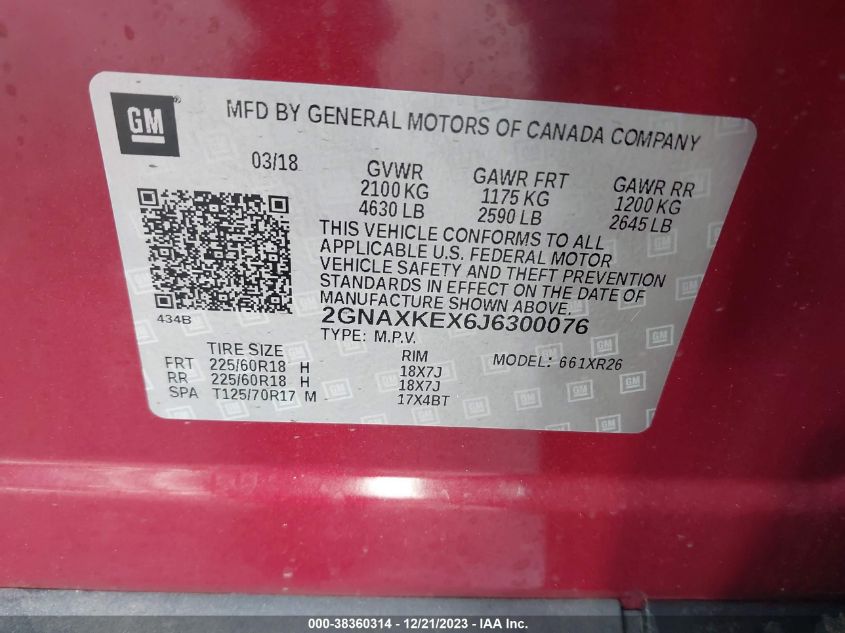 GM
MFD BY GENERAL MOTORS OF CANADA COMPANY
03/18
GVWR
2100 KG
4630 LB
GAWR FRT
1175 KG
2590 LB
GAWR RR
1200 KG
2645 LB
THIS VEHICLE CONFORMS TO ALL
APPLICABLE U.S. FEDERAL MOTOR
VEHICLE SAFETY AND THEFT PREVENTION
STANDARDS IN EFFECT ON THE DATE OF
MANUFACTURE SHOWN ABOVE.
434B
2GNAXKEX6J6300076
TYPE: M.P.V.
MODEL: 661XR26
TIRE SIZE
RIM
FRT 225/60R18 H 18X7J
RR 225/60R18 H 18X7J
SPA T125/70R17 M 17X4BT
000-38360314 - 12/21/2023 - IAAI.COM